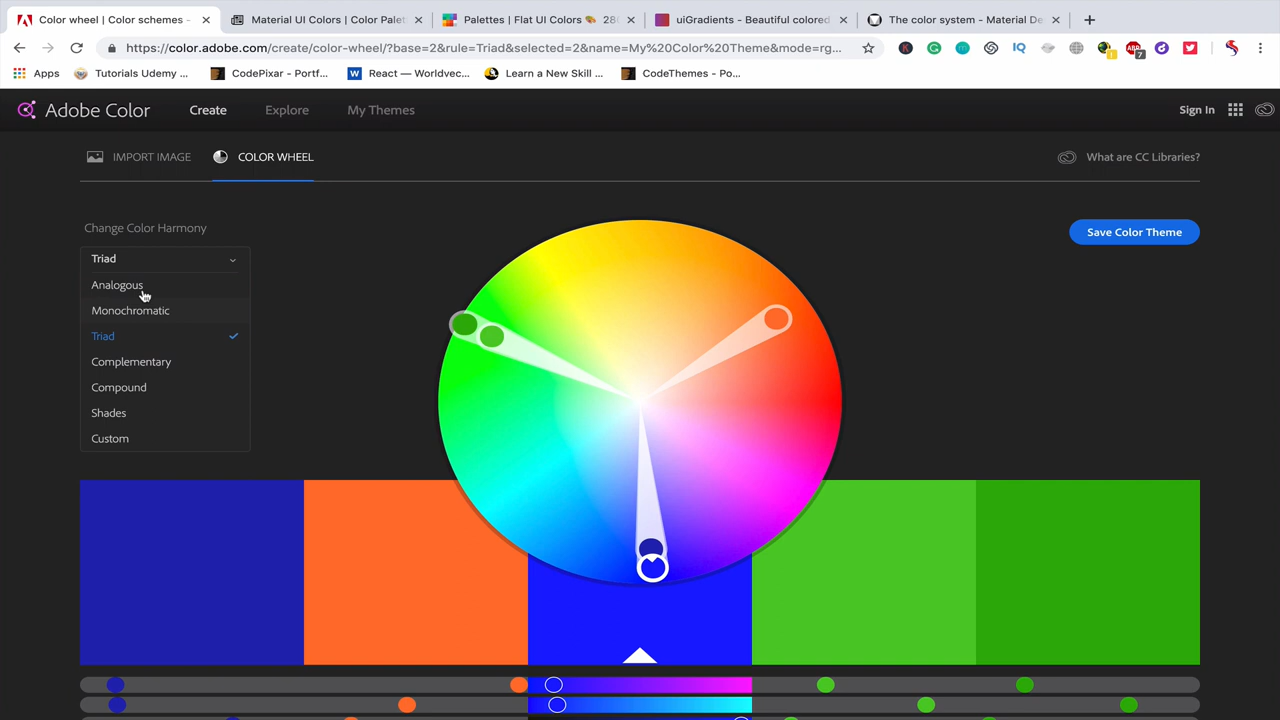 Color wheel | Color schemes -
Material UI Colors | Color Palet
Palettes | Flat UI Colors 🎨 28
uiGradients - Beautiful colored
The color system - Material De
https://color.adobe.com/create/color-wheel/?base=2&rule=Triad&selected=2&name=My%20Color%20Theme&mode=rg...
IQ
ABP
7
Apps
Tutorials Udemy ...
CodePixar - Portf...
W
React — Worldvec...
Learn a New Skill ...
CodeThemes - Po...
Adobe Color
Create
Explore
My Themes
Sign In
IMPORT IMAGE
COLOR WHEEL
What are CC Libraries?
Change Color Harmony
Save Color Theme
Triad
Analogous
Monochromatic
Triad
Complementary
Compound
Shades
Custom